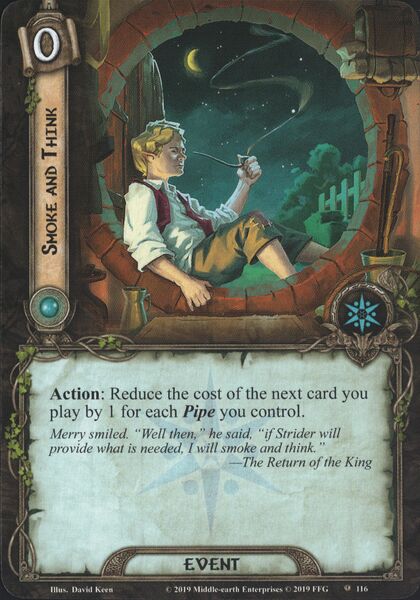 0
Smoke and Think
Action: Reduce the cost of the next card you
play by 1 for each Pipe you control.
Merry smiled. “Well then,” he said, “if Strider will
provide what is needed, I will smoke and think.”
—The Return of the King
EVENT
Illus. David Keen © 2019 Middle-earth Enterprises © 2019 FFG 116